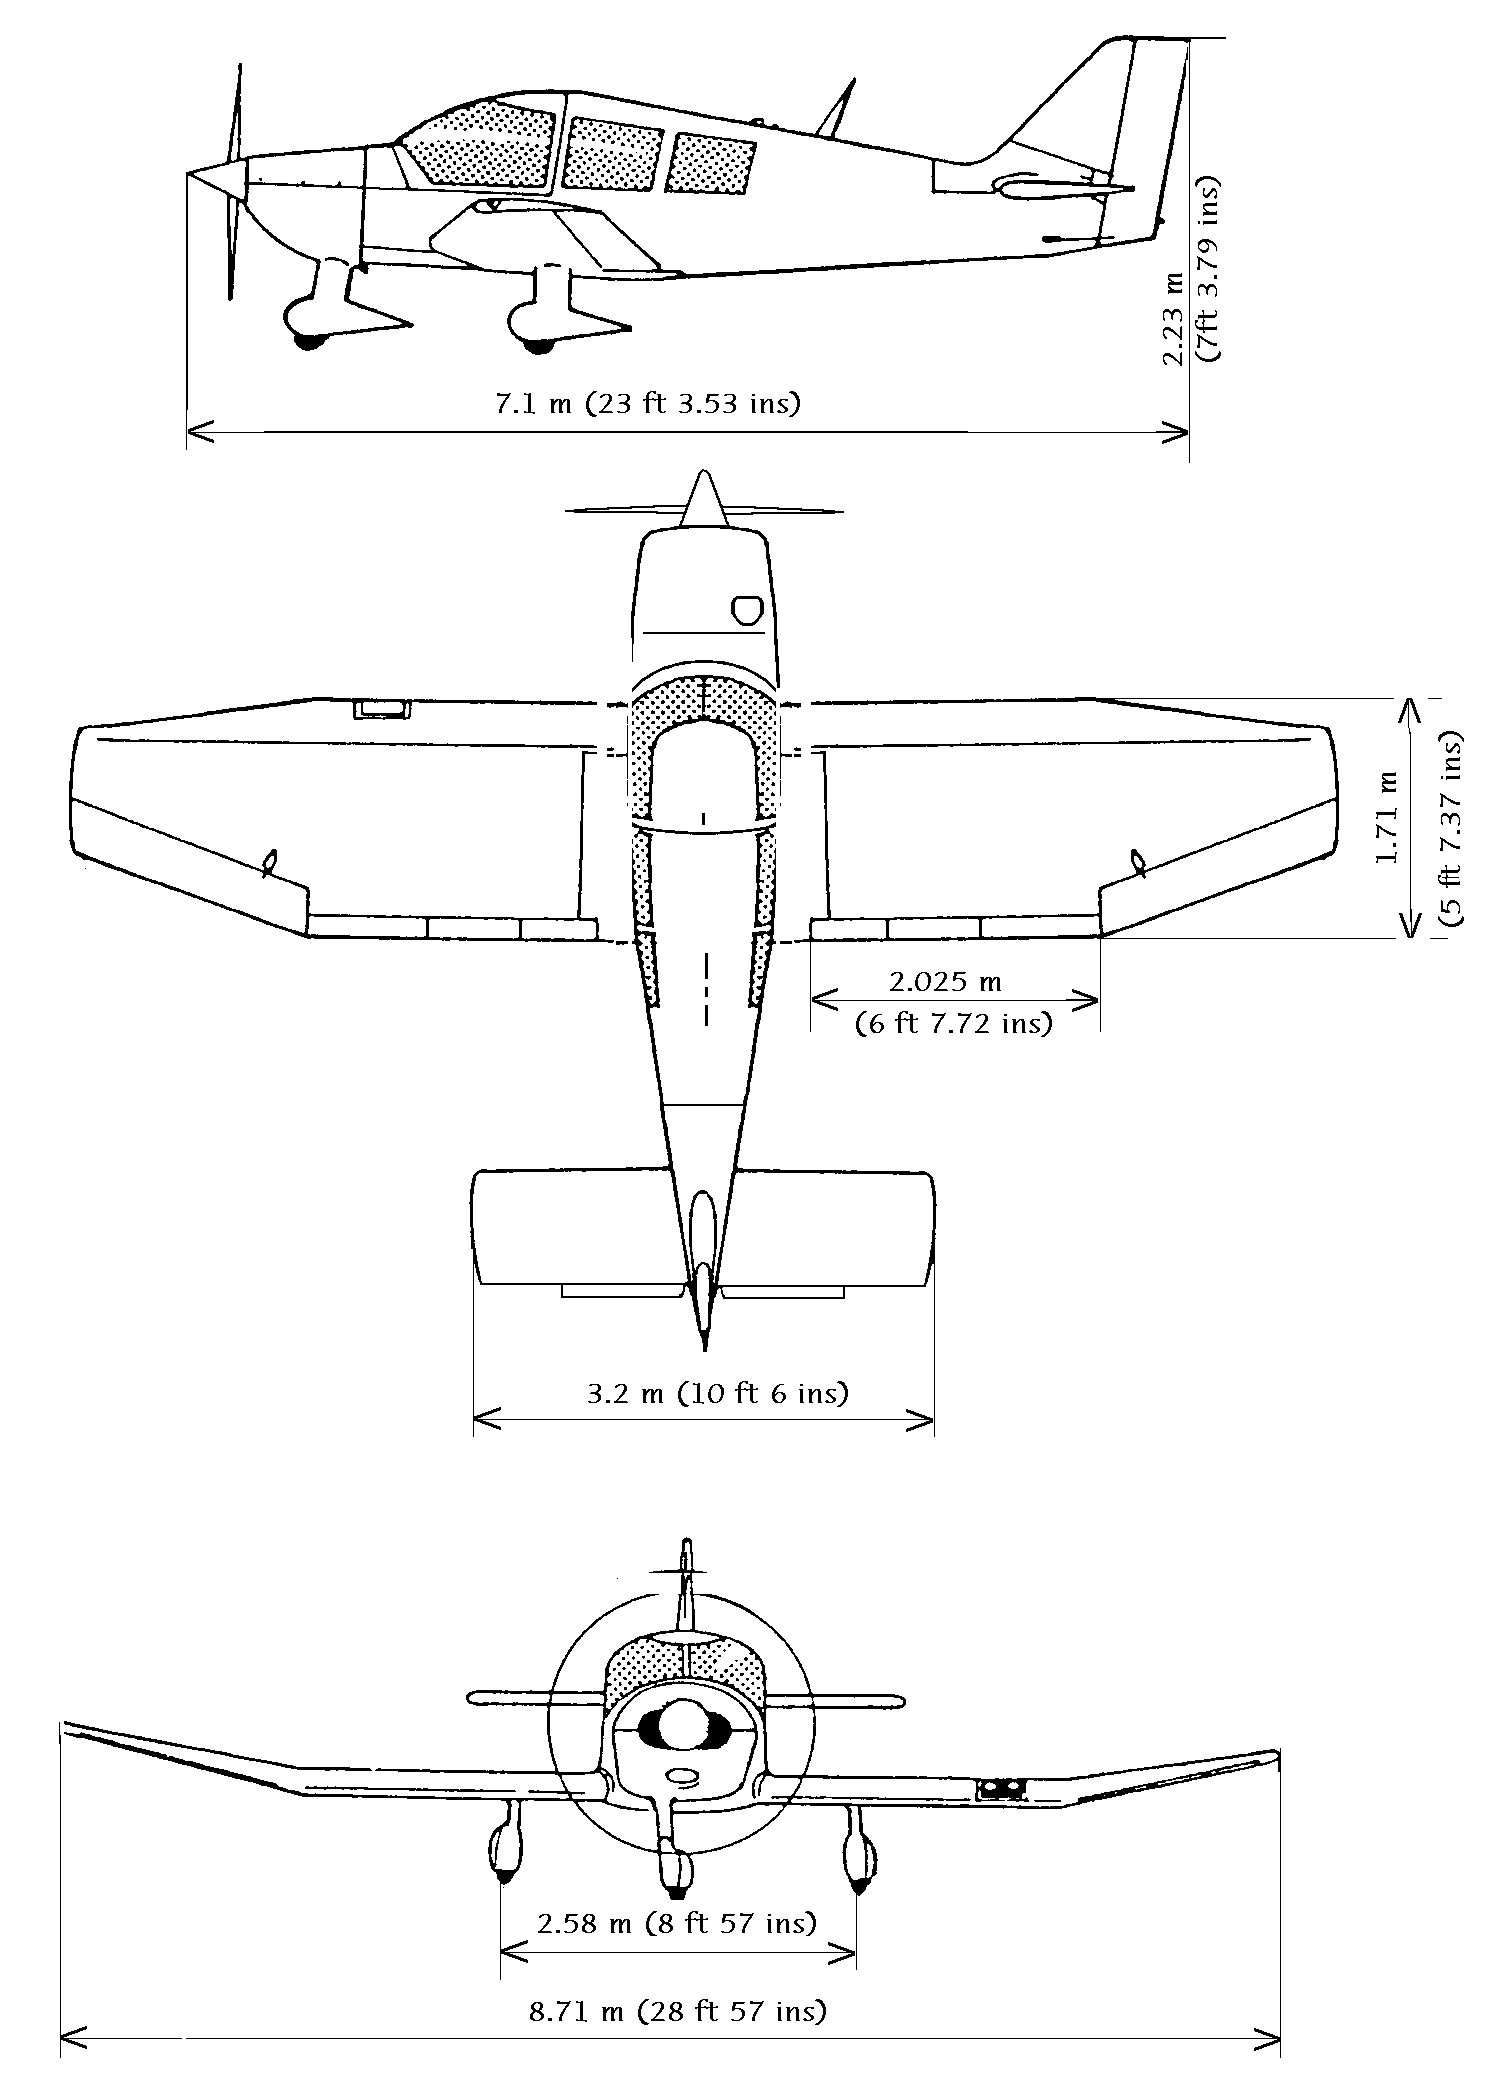 2.23 m
(7ft 3.79 ins)
7.1 m (23 ft 3.53 ins)
1.71 m
(5 ft 7.37 ins)
2.025 m
(6 ft 7.72 ins)
3.2 m (10 ft 6 ins)
2.58 m (8 ft 57 ins)
8.71 m (28 ft 57 ins)